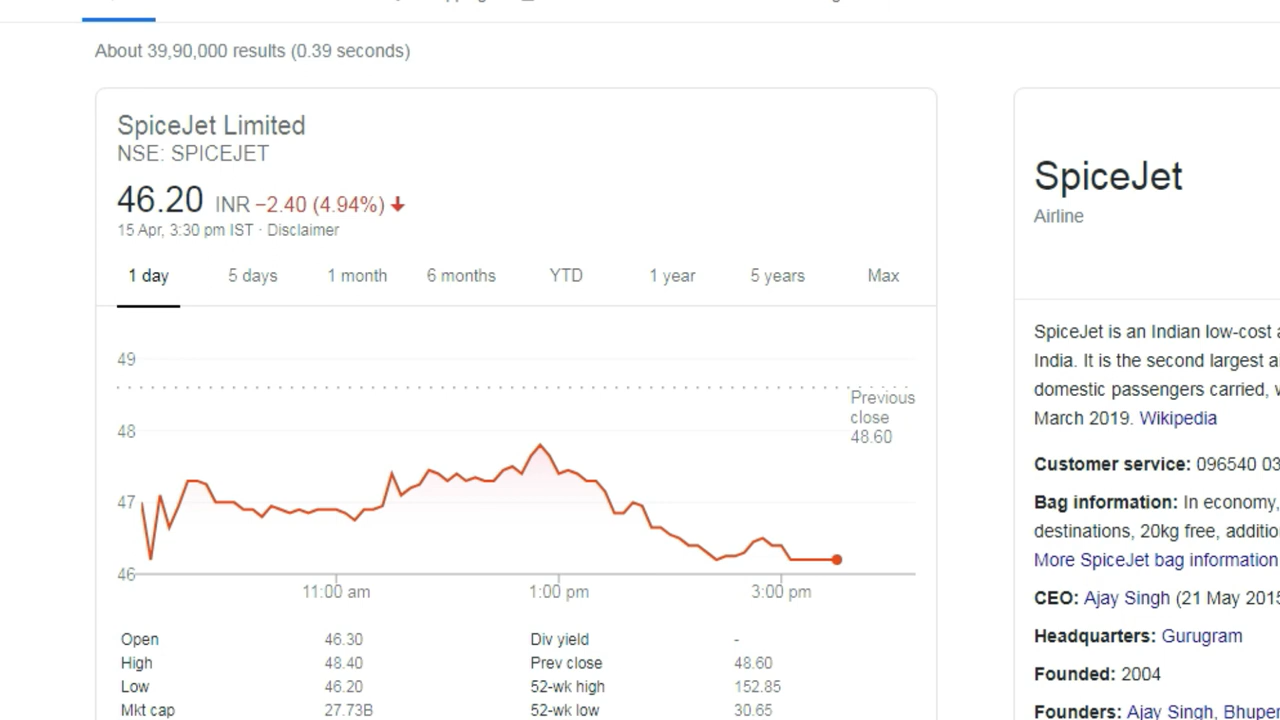 About 39,90,000 results (0.39 seconds)
SpiceJet Limited
NSE: SPICEJET
46.20 INR −2.40 (4.94%)
15 Apr, 3:30 pm IST · Disclaimer
1 day 5 days 1 month 6 months YTD 1 year 5 years Max
49
48
47
46
Previous
close
48.60
11:00 am 1:00 pm 3:00 pm
Open 46.30 Div yield -
High 48.40 Prev close 48.60
Low 46.20 52-wk high 152.85
Mkt cap 27.73B 52-wk low 30.65
SpiceJet
Airline
SpiceJet is an Indian low-cost
India. It is the second largest
domestic passengers carried,
March 2019. Wikipedia
Customer service: 096540 03
Bag information: In economy,
destinations, 20kg free,
More SpiceJet bag information
CEO: Ajay Singh (21 May 2015
Headquarters: Gurugram
Founded: 2004
Founders: Ajay Singh,